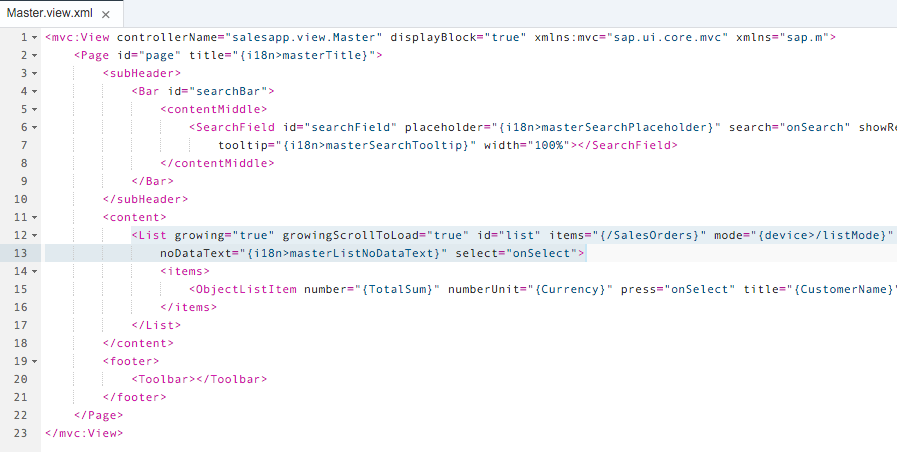 Master.view.xml ×
1 <mvc:View controllerName="salesapp.view.Master" displayBlock="true" xmlns:mvc="sap.ui.core.mvc" xmlns="sap.m">
2 <Page id="page" title="{i18n>masterTitle}">
3 <subHeader>
4 <Bar id="searchBar">
5 <contentMiddle>
6 <SearchField id="searchField" placeholder="{i18n>masterSearchPlaceholder}" search="onSearch" showRe
7 tooltip="{i18n>masterSearchTooltip}" width="100%"></SearchField>
8 </contentMiddle>
9 </Bar>
10 </subHeader>
11 <content>
12 <List growing="true" growingScrollToLoad="true" id="list" items="{/SalesOrders}" mode="{device>/listMode}"
13 noDataText="{i18n>masterListNoDataText}" select="onSelect">
14 <items>
15 <ObjectListItem number="{TotalSum}" numberUnit="{Currency}" press="onSelect" title="{CustomerName}"
16 </items>
17 </List>
18 </content>
19 <footer>
20 <Toolbar></Toolbar>
21 </footer>
22 </Page>
23 </mvc:View>